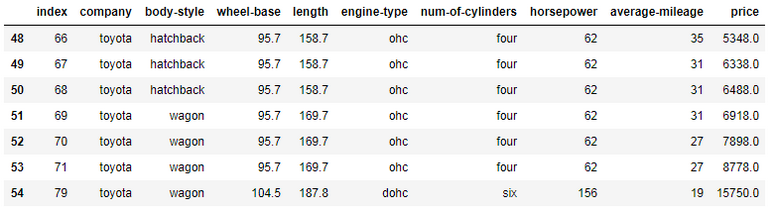 index company body-style wheel-base length engine-type num-of-cylinders horsepower average-mileage price
48 66 toyota hatchback 95.7 158.7 ohc four 62 35 5348.0
49 67 toyota hatchback 95.7 158.7 ohc four 62 31 6338.0
50 68 toyota hatchback 95.7 158.7 ohc four 62 31 6488.0
51 69 toyota wagon 95.7 169.7 ohc four 62 31 6918.0
52 70 toyota wagon 95.7 169.7 ohc four 62 27 7898.0
53 71 toyota wagon 95.7 169.7 ohc four 62 27 8778.0
54 79 toyota wagon 104.5 187.8 dohc six 156 19 15750.0